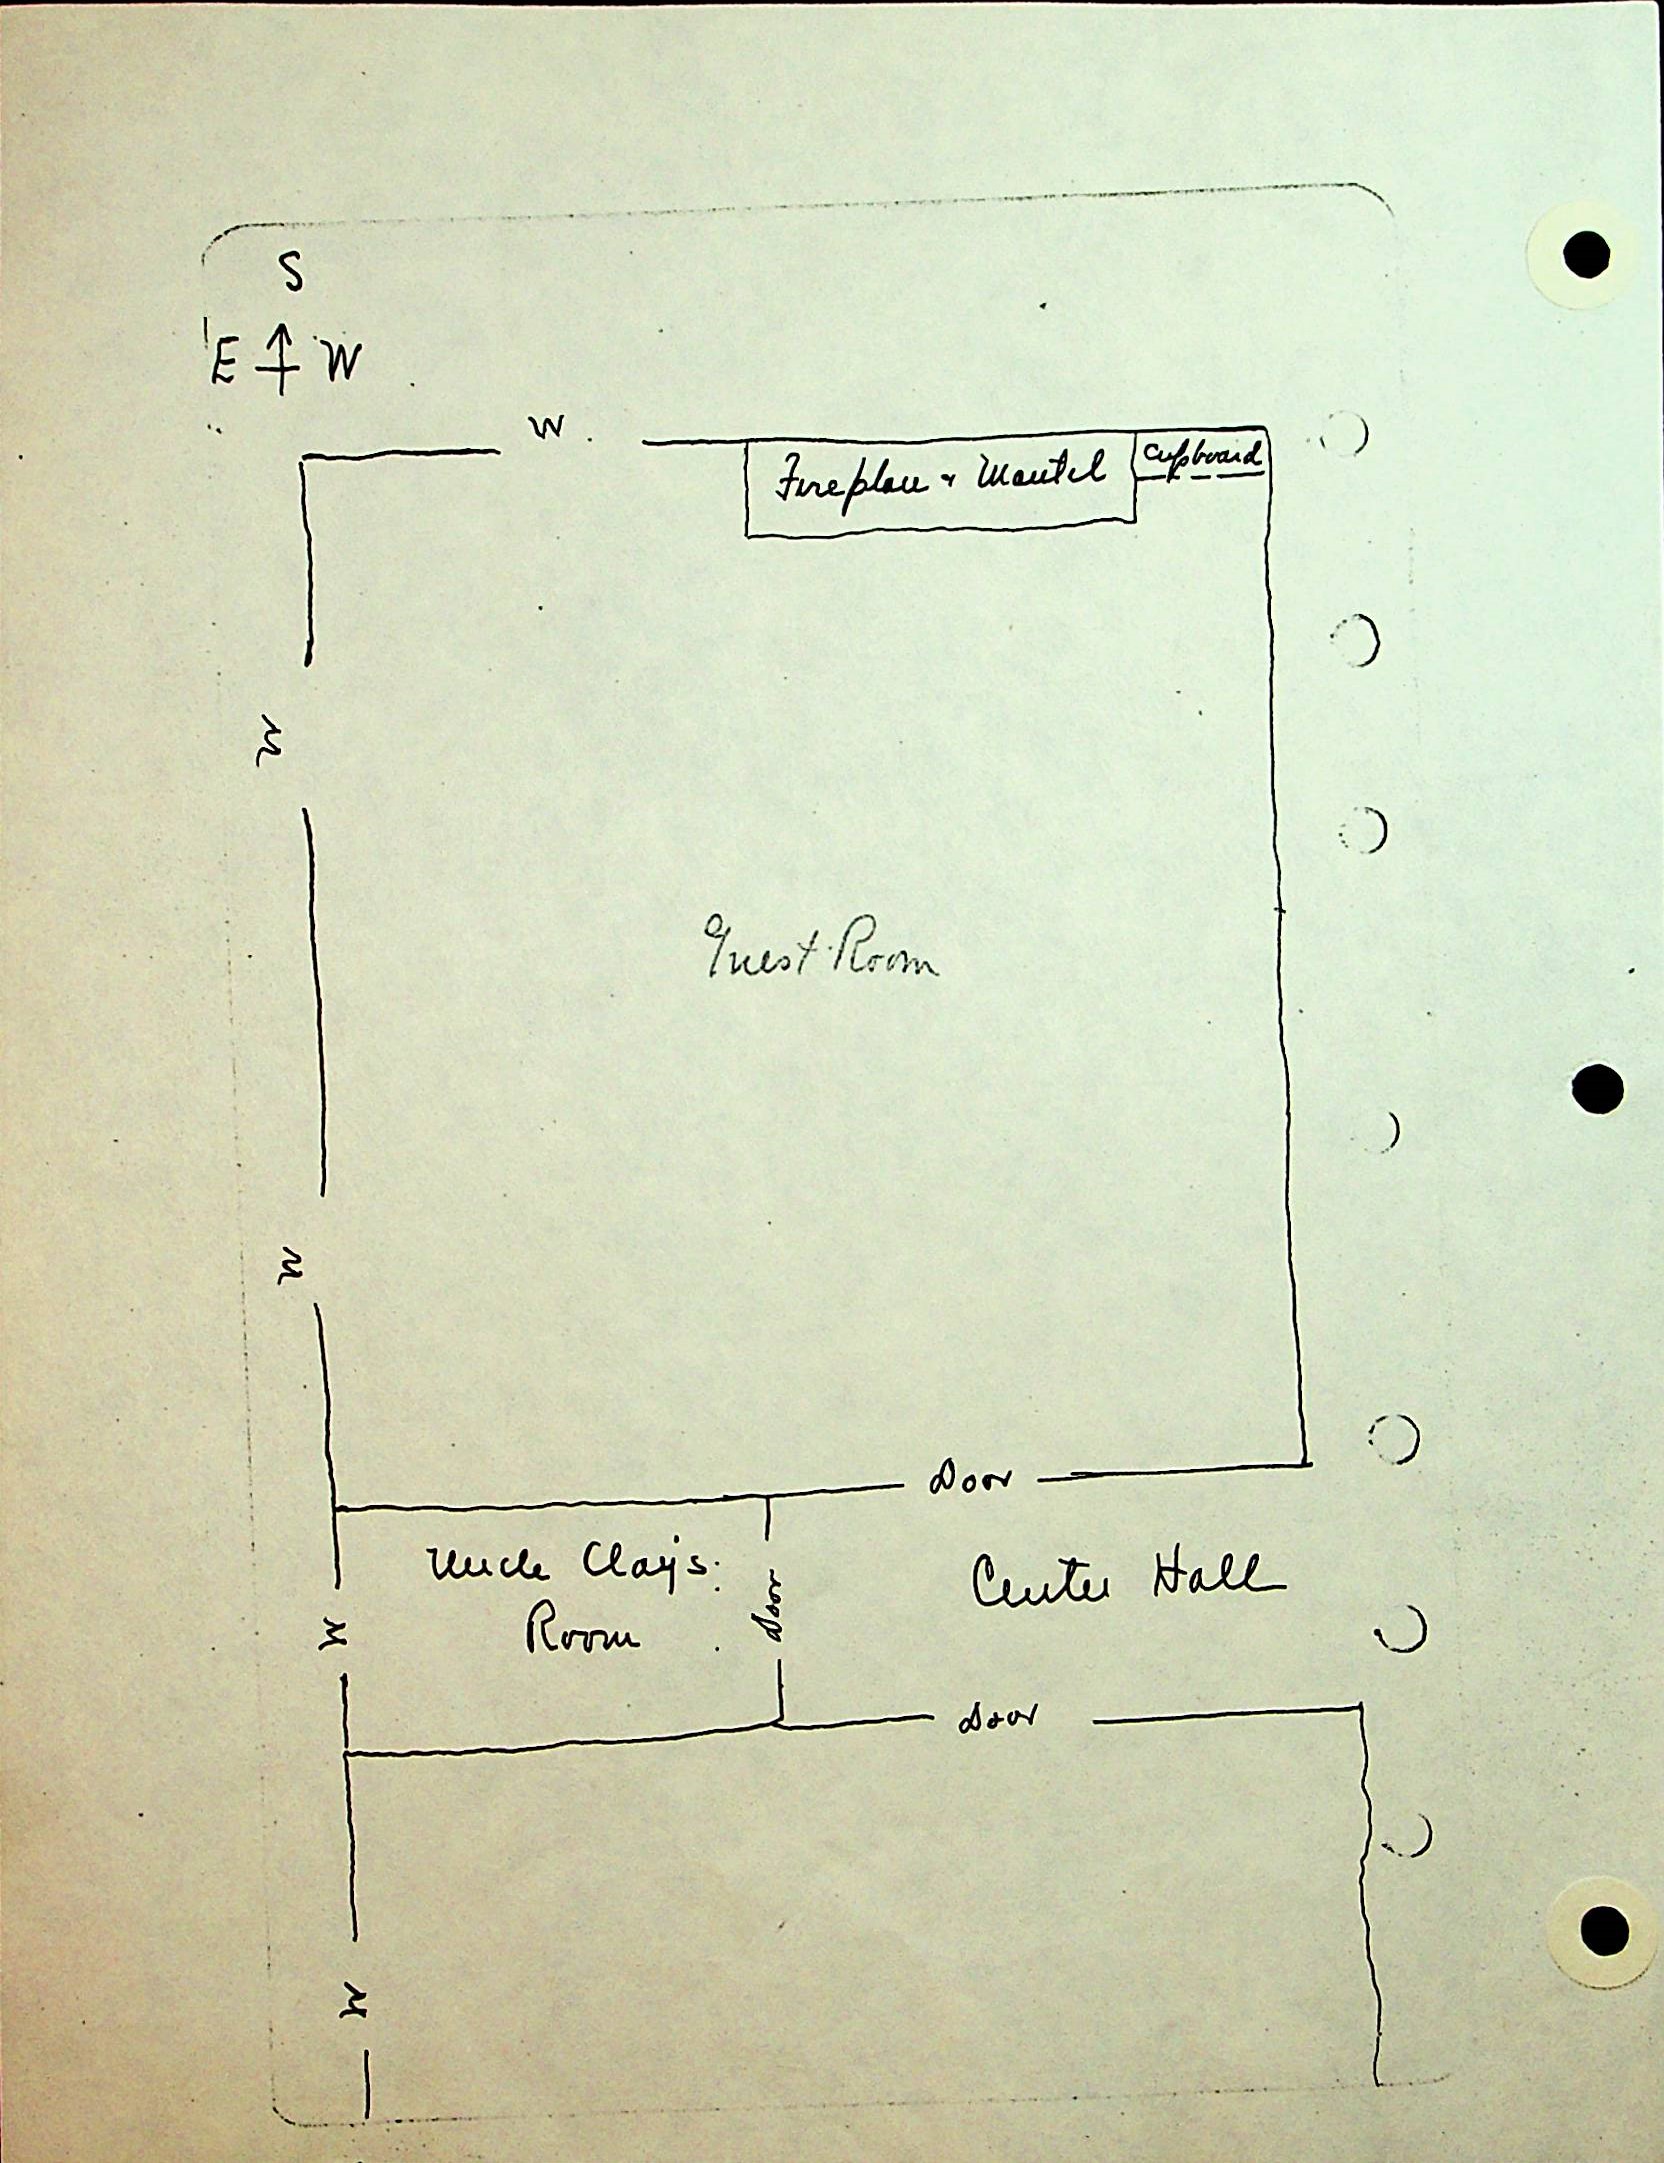 S
E W
W
Fireplace & Mantel
Cupboard
W
Guest Room
W
Door
Uncle Clay's
Room
Door
Center Hall
W
Door
W